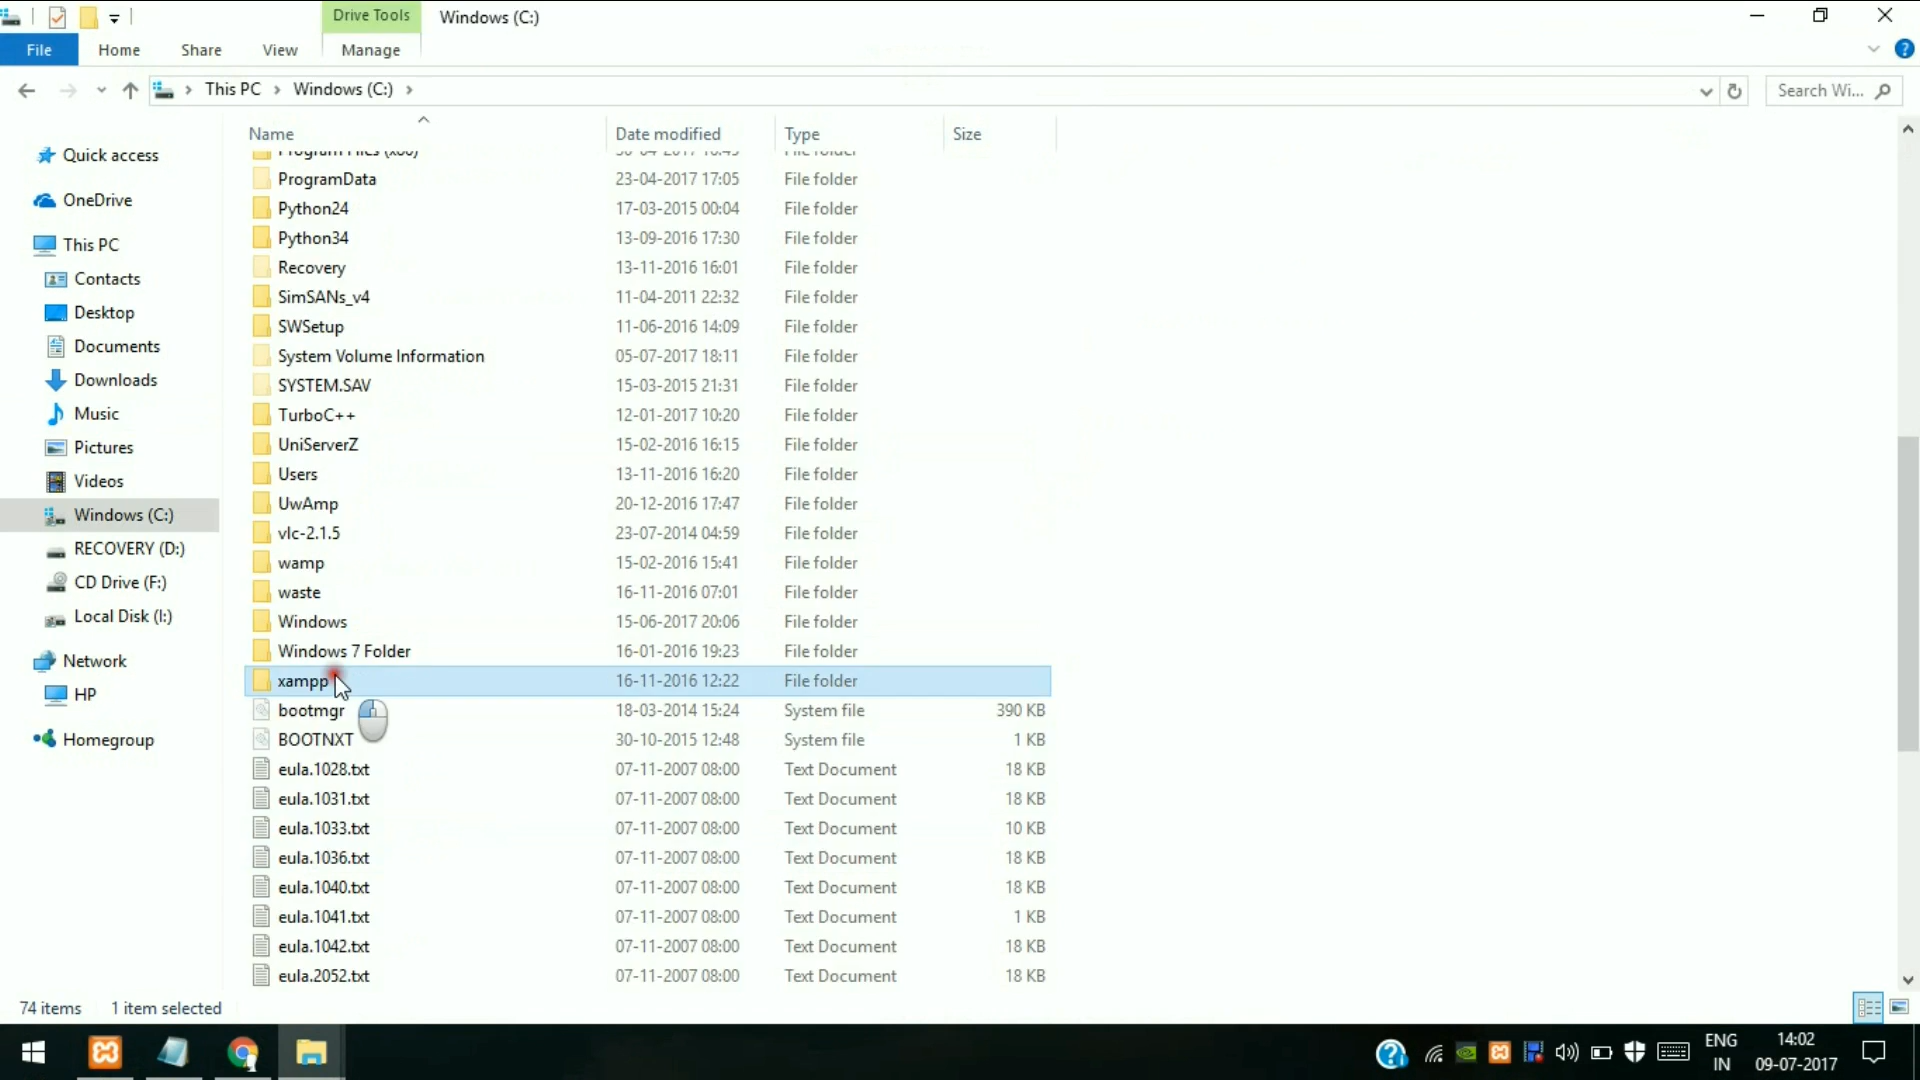 Drive Tools
Windows (C:)
File
Home
Share
View
Manage
This PC
Windows (C:)
Search Wi...
Name
Date modified
Type
Size
Quick access
OneDrive
This PC
Contacts
Desktop
Documents
Downloads
Music
Pictures
Videos
Windows (C:)
RECOVERY (D:)
CD Drive (F:)
Local Disk (I:)
Network
HP
Homegroup
Program Files (x86) 30-04-2017 16:45 File folder
ProgramData 23-04-2017 17:05 File folder
Python24 17-03-2015 00:04 File folder
Python34 13-09-2016 17:30 File folder
Recovery 13-11-2016 16:01 File folder
SimSANs_v4 11-04-2011 22:32 File folder
SWSetup 11-06-2016 14:09 File folder
System Volume Information 05-07-2017 18:11 File folder
SYSTEM.SAV 15-03-2015 21:31 File folder
TurboC++ 12-01-2017 10:20 File folder
UniServerZ 15-02-2016 16:15 File folder
Users 13-11-2016 16:20 File folder
UwAmp 20-12-2016 17:47 File folder
vlc-2.1.5 23-07-2014 04:59 File folder
wamp 15-02-2016 15:41 File folder
waste 16-11-2016 07:01 File folder
Windows 15-06-2017 20:06 File folder
Windows 7 Folder 16-01-2016 19:23 File folder
xampp 16-11-2016 12:22 File folder
bootmgr 18-03-2014 15:24 System file 390 KB
BOOTNXT 30-10-2015 12:48 System file 1 KB
eula.1028.txt 07-11-2007 08:00 Text Document 18 KB
eula.1031.txt 07-11-2007 08:00 Text Document 18 KB
eula.1033.txt 07-11-2007 08:00 Text Document 10 KB
eula.1036.txt 07-11-2007 08:00 Text Document 18 KB
eula.1040.txt 07-11-2007 08:00 Text Document 18 KB
eula.1041.txt 07-11-2007 08:00 Text Document 1 KB
eula.1042.txt 07-11-2007 08:00 Text Document 18 KB
eula.2052.txt 07-11-2007 08:00 Text Document 18 KB
74 items
1 item selected
ENG
IN
14:02
09-07-2017